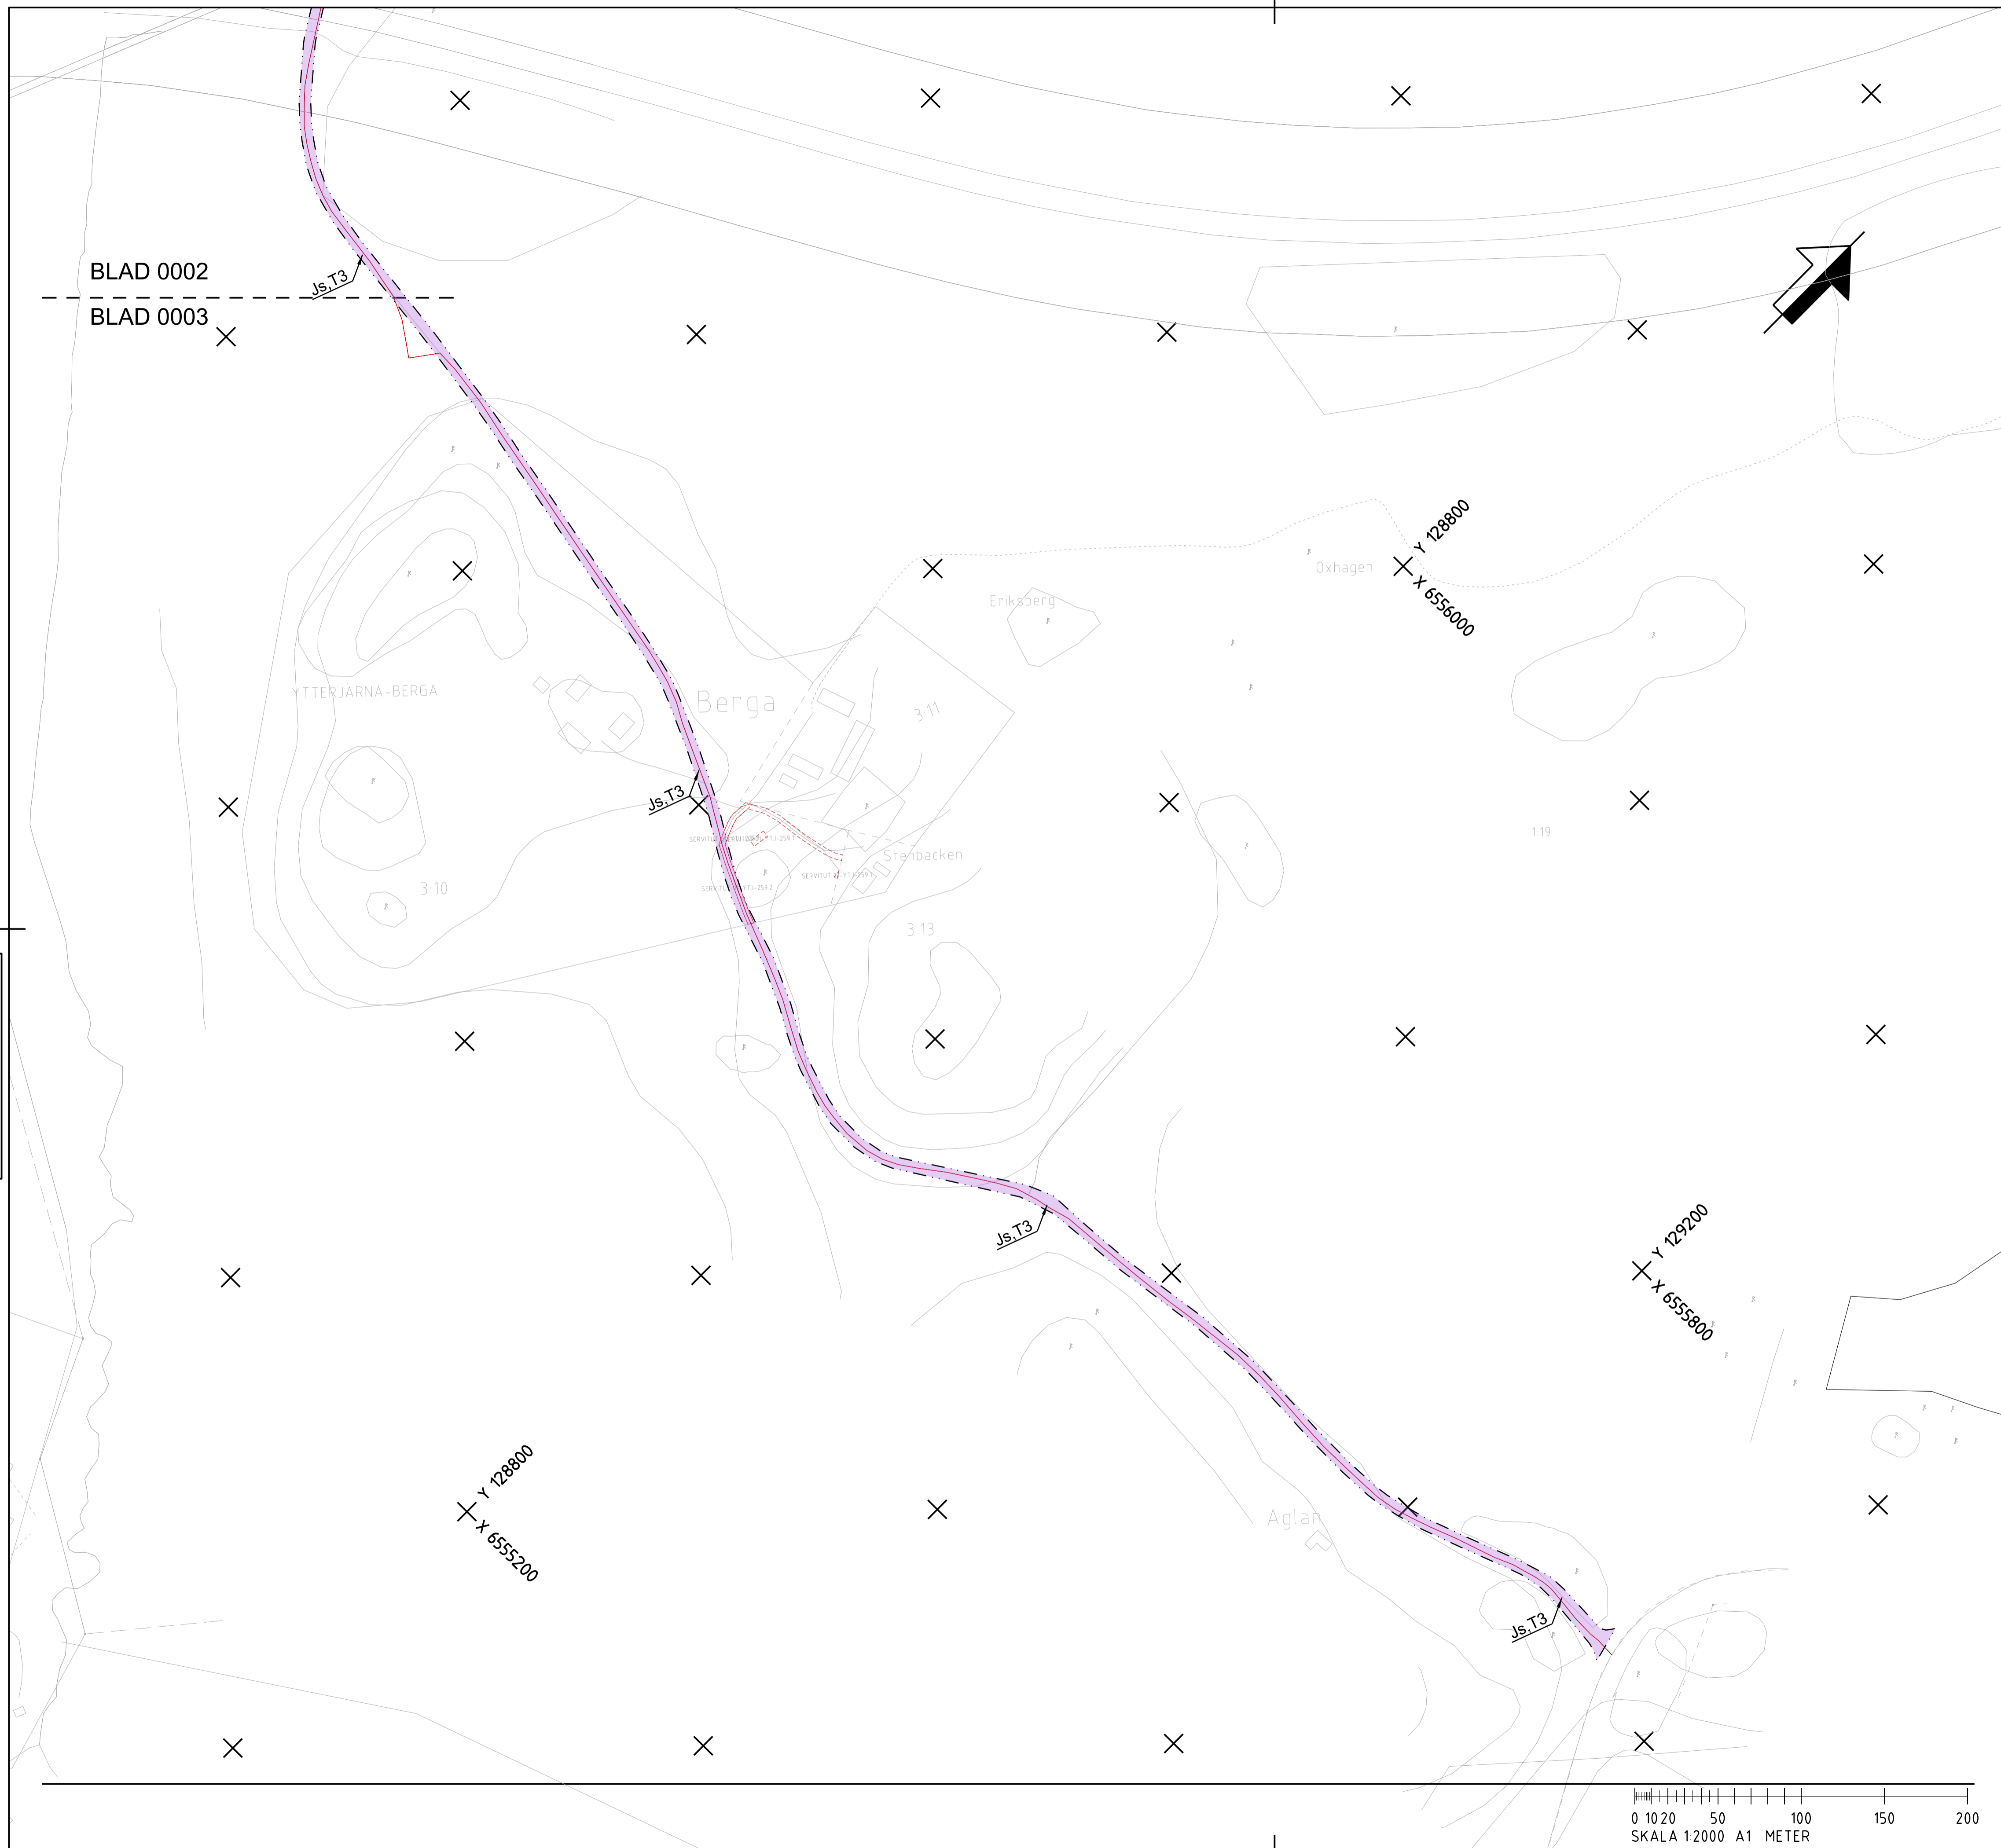 BLAD 0002
BLAD 0003
Js,T3
Y 128800
X 6556000
Oxhagen
Eriksberg
YTTERJÄRNA-BERGA
Berga
3:11
Js,T3
1:19
Stenbacken
3:10
3:13
Js,T3
Y 129200
X 6555800
Y 128800
X 6555200
Aglan
Js,T3
0 10 20 50 100 150 200
SKALA 1:2000 A1 METER